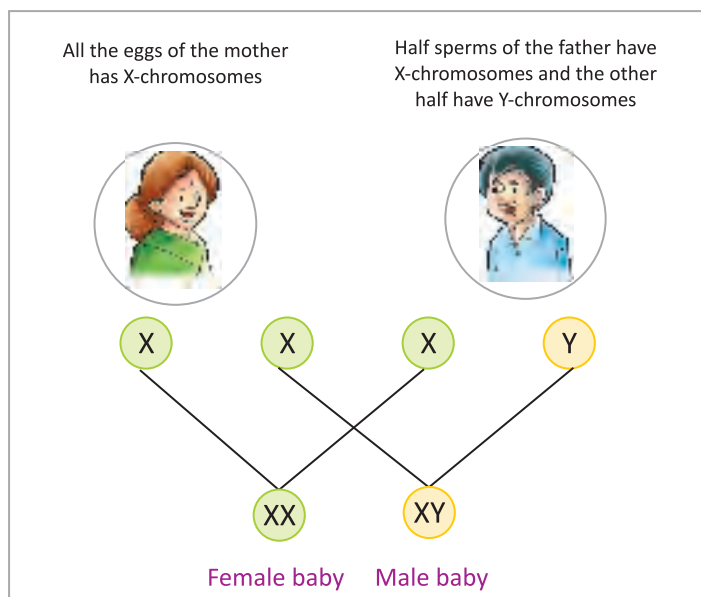 All the eggs of the mother
has X-chromosomes
Half sperms of the father have
X-chromosomes and the other
half have Y-chromosomes
X X X Y
XX XY
Female baby Male baby